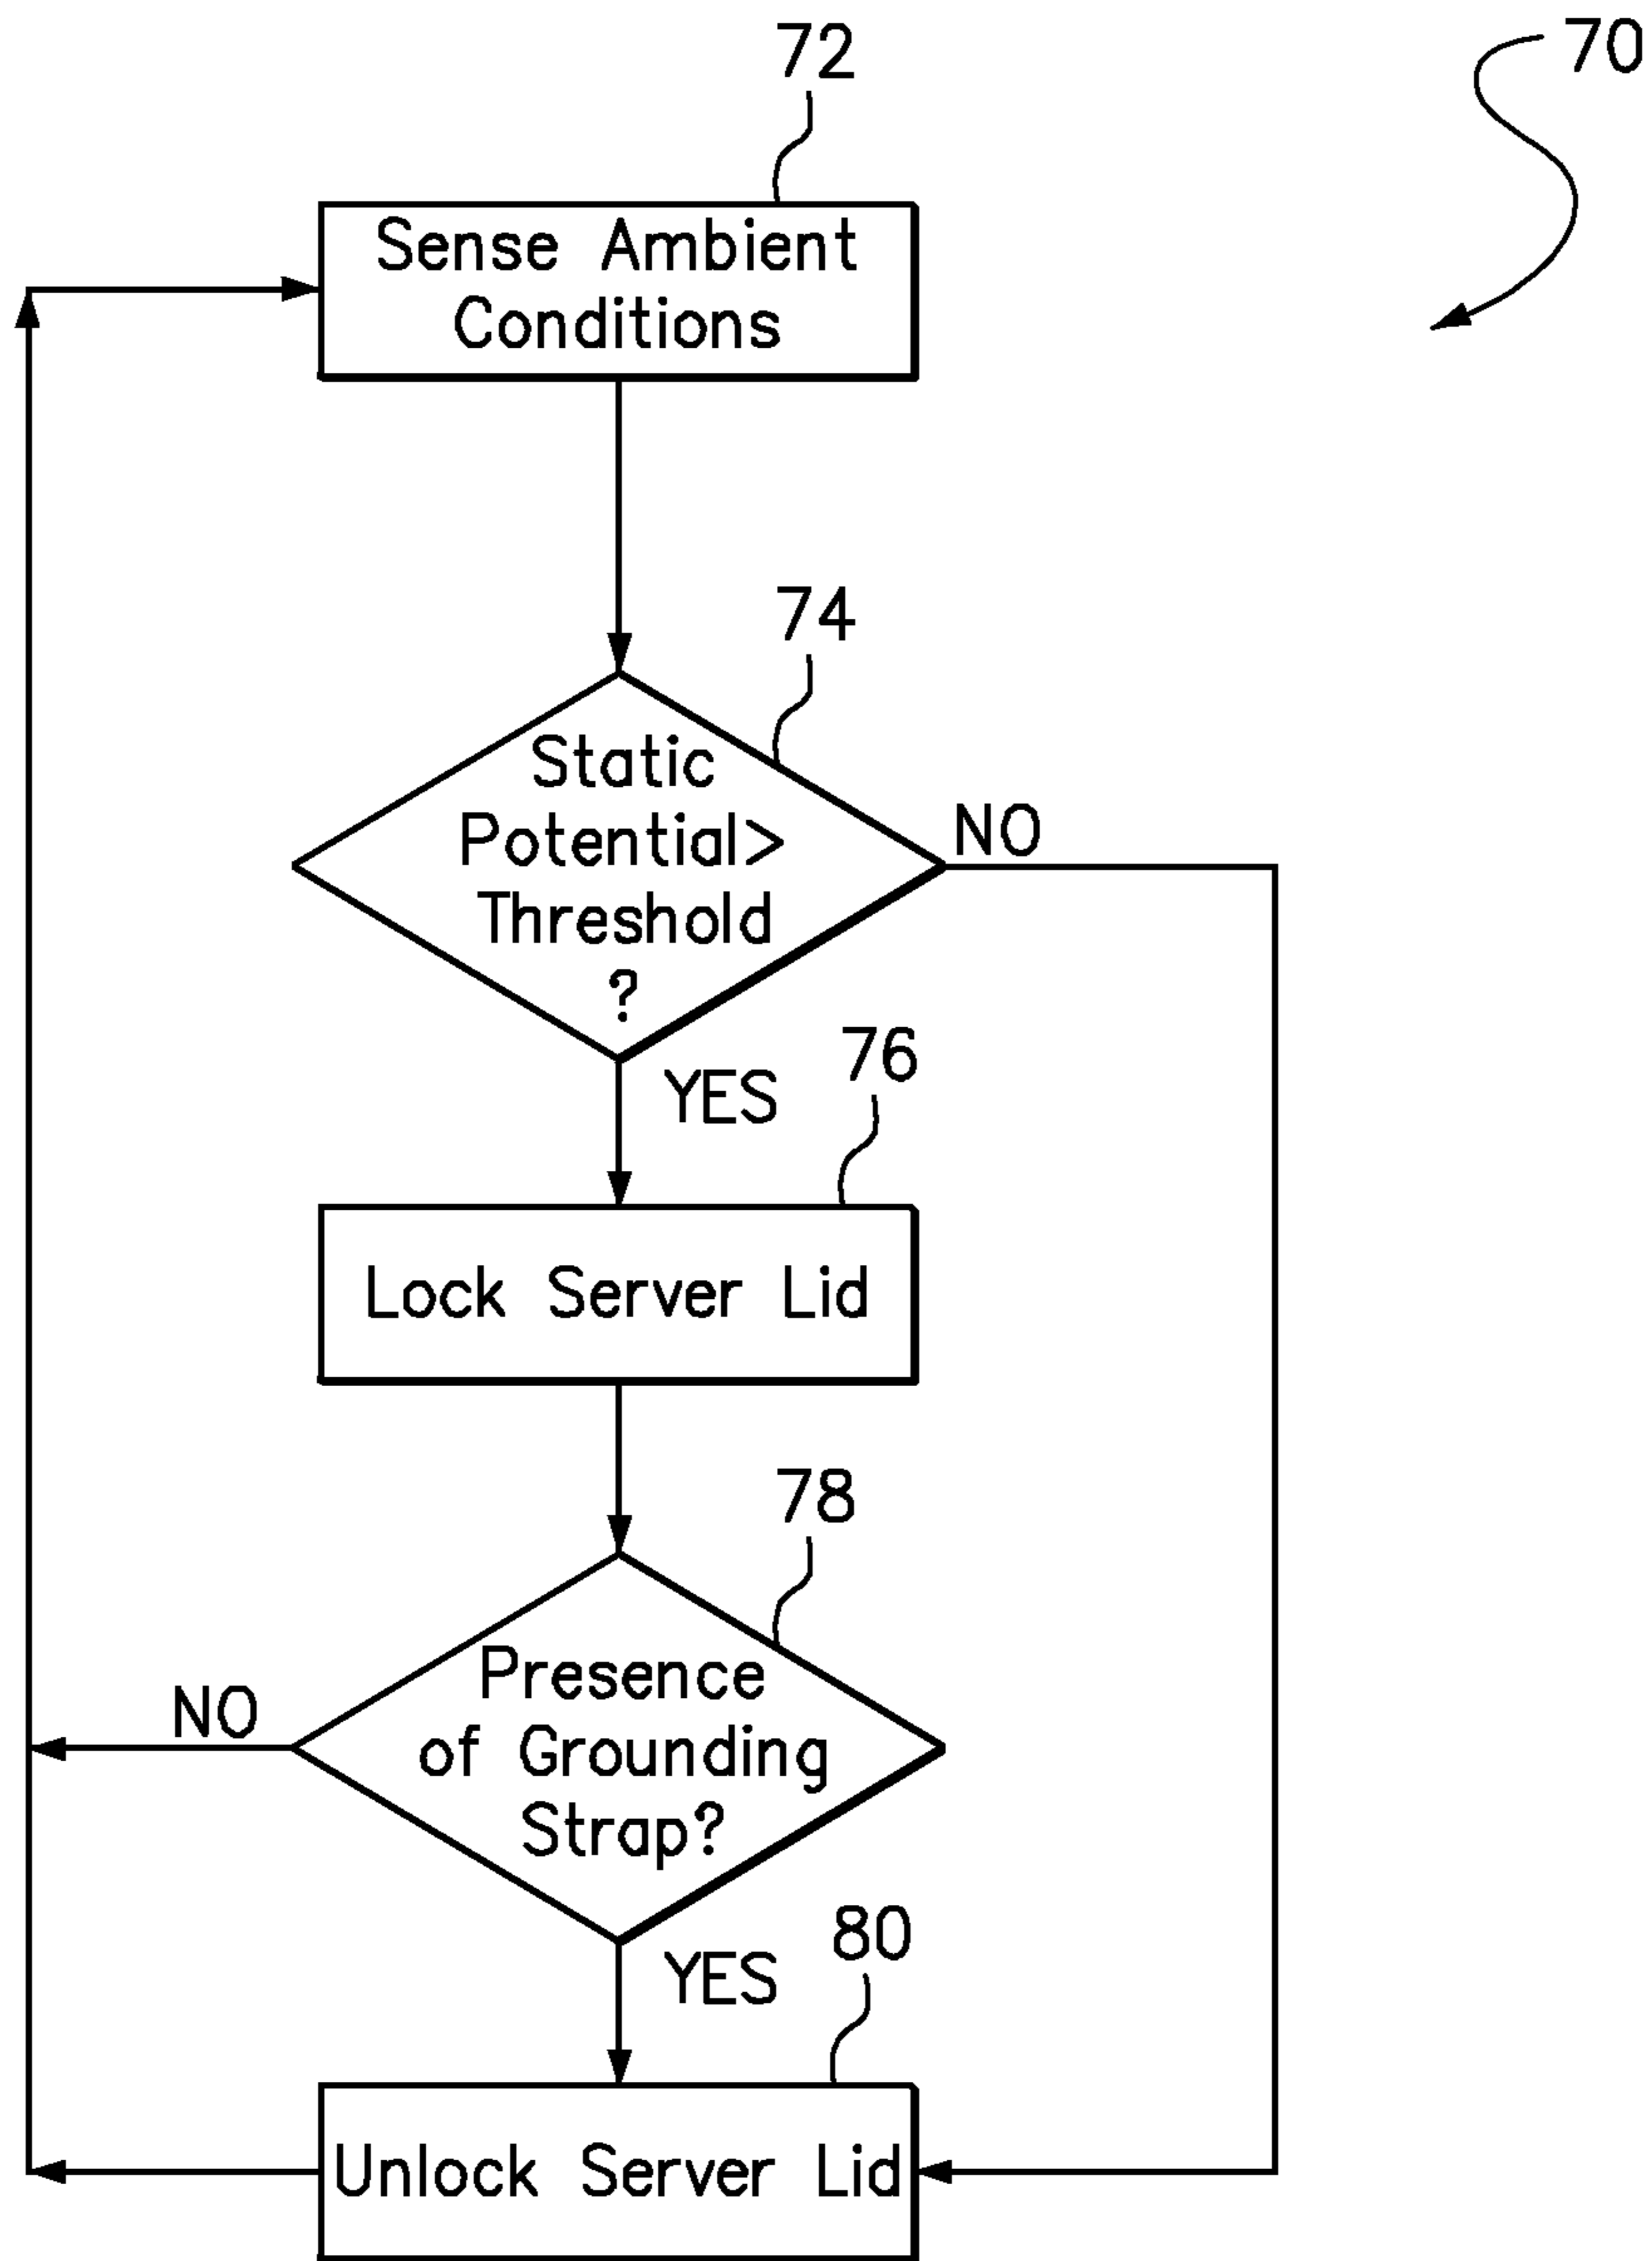 72
70
Sense Ambient
Conditions
74
Static
Potential>
Threshold
?
NO
YES
76
Lock Server Lid
78
Presence
of Grounding
Strap?
NO
YES
80
Unlock Server Lid